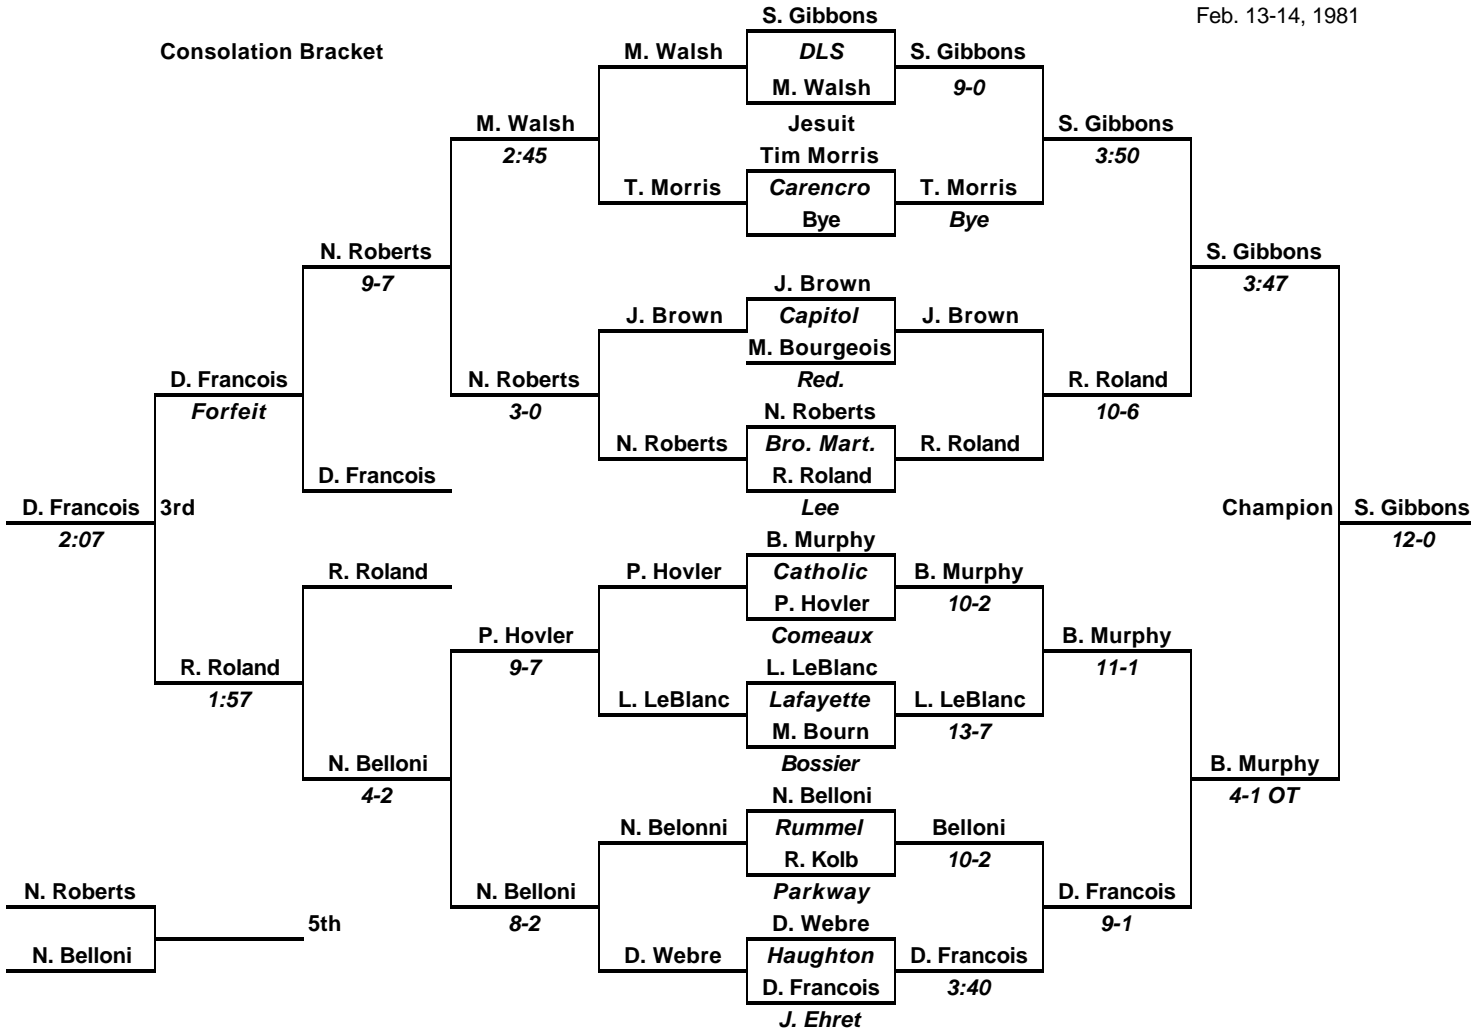 S. Gibbons Feb. 13-14, 1981
Consolation Bracket M. Walsh DLS S. Gibbons
M. Walsh 9-0
M. Walsh Jesuit S. Gibbons
2:45 Tim Morris 3:50
T. Morris Carencro T. Morris
Bye Bye
N. Roberts S. Gibbons
9-7 J. Brown 3:47
J. Brown Capitol J. Brown
M. Bourgeois
D. Francois N. Roberts Red. R. Roland
Forfeit 3-0 N. Roberts 10-6
N. Roberts Bro. Mart. R. Roland
D. Francois R. Roland
D. Francois 3rd Lee Champion S. Gibbons
2:07 B. Murphy 12-0
R. Roland P. Hovler Catholic B. Murphy
P. Hovler 10-2
P. Hovler Comeaux B. Murphy
R. Roland 9-7 L. LeBlanc 11-1
1:57 L. LeBlanc Lafayette L. LeBlanc
M. Bourn 13-7
N. Belloni Bossier B. Murphy
4-2 N. Belloni 4-1 OT
N. Belonni Rummel Belloni
R. Kolb 10-2
N. Roberts N. Belloni Parkway D. Francois
5th 8-2 D. Webre 9-1
N. Belloni D. Webre Haughton D. Francois
D. Francois 3:40
J. Ehret